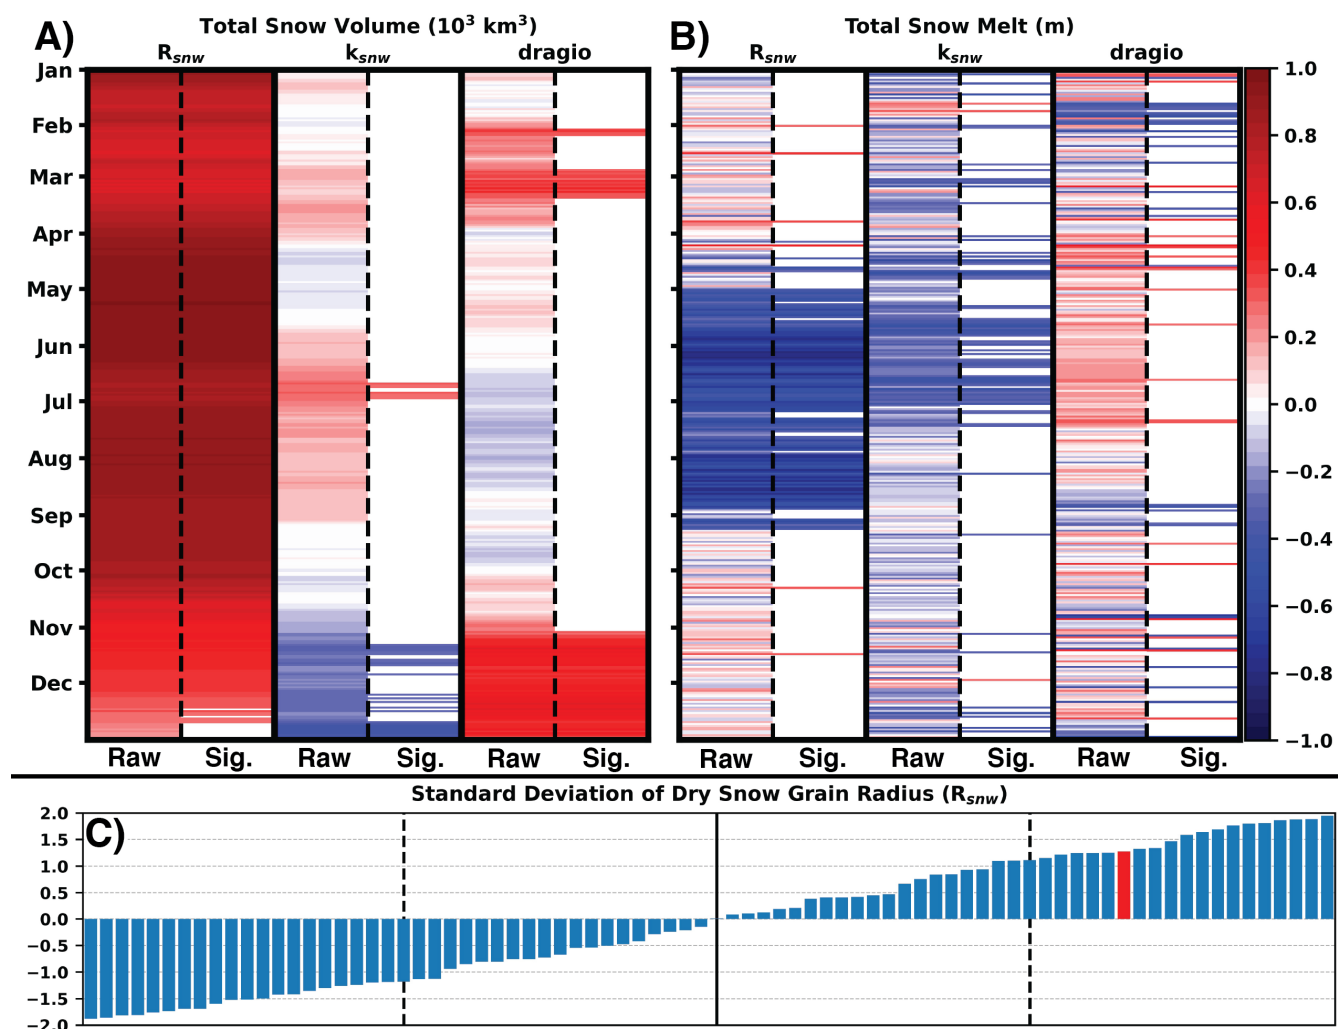 A)
Total Snow Volume (10³ km³)
R_snw k_snw dragio
B)
Total Snow Melt (m)
R_snw k_snw dragio
Jan
Feb
Mar
Apr
May
Jun
Jul
Aug
Sep
Oct
Nov
Dec
1.0
0.8
0.6
0.4
0.2
0.0
−0.2
−0.4
−0.6
−0.8
−1.0
Raw Sig. Raw Sig. Raw Sig.
Raw Sig. Raw Sig. Raw Sig.
Standard Deviation of Dry Snow Grain Radius (R_snw)
C)
2.0
1.5
1.0
0.5
0.0
−0.5
−1.0
−1.5
−2.0